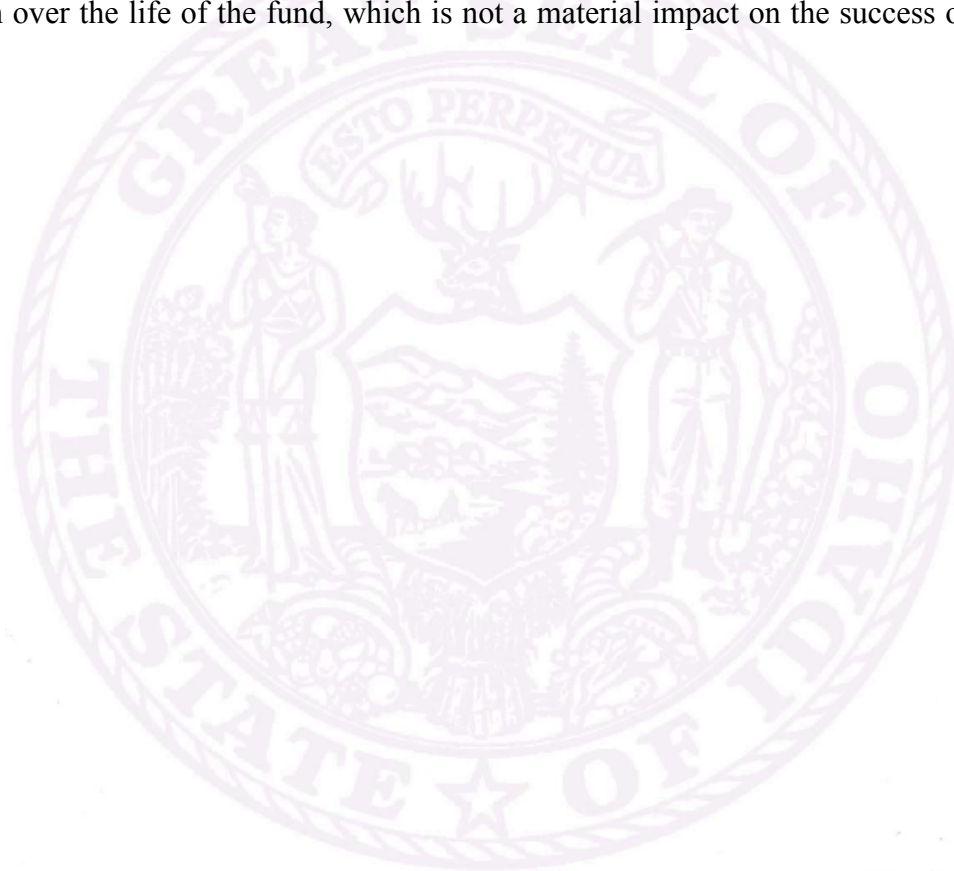 over the life of the fund, which is not a material impact on the success
GREAT SEAL OF
ESTO PERPETUA
THE STATE OF IDAHO